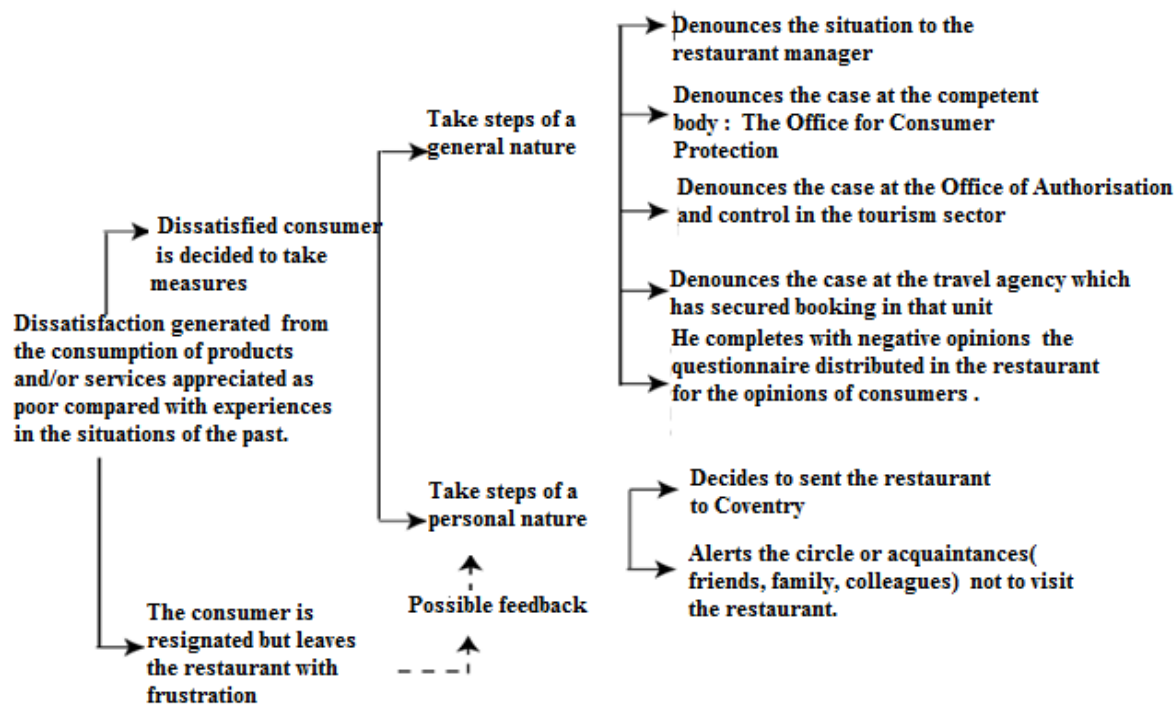 Denounces the situation to the
restaurant manager
Denounces the case at the competent
body :  The Office for Consumer
Protection
Take steps of a
general nature
Denounces the case at the Office of Authorisation
and control in the tourism sector
Dissatisfied consumer
is decided to take
measures
Denounces the case at the travel agency which
has secured booking in that unit
Dissatisfaction generated  from
the consumption of products
and/or services appreciated as
poor compared with experiences
in the situations of the past.
He completes with negative opinions  the
questionnaire distributed in the restaurant
for the opinions of consumers .
Take steps of a
personal nature
Decides to sent the restaurant
to Coventry
Alerts the circle or acquaintances(
friends, family, colleagues)  not to visit
the restaurant.
Possible feedback
The consumer is
resignated but leaves
the restaurant with
frustration